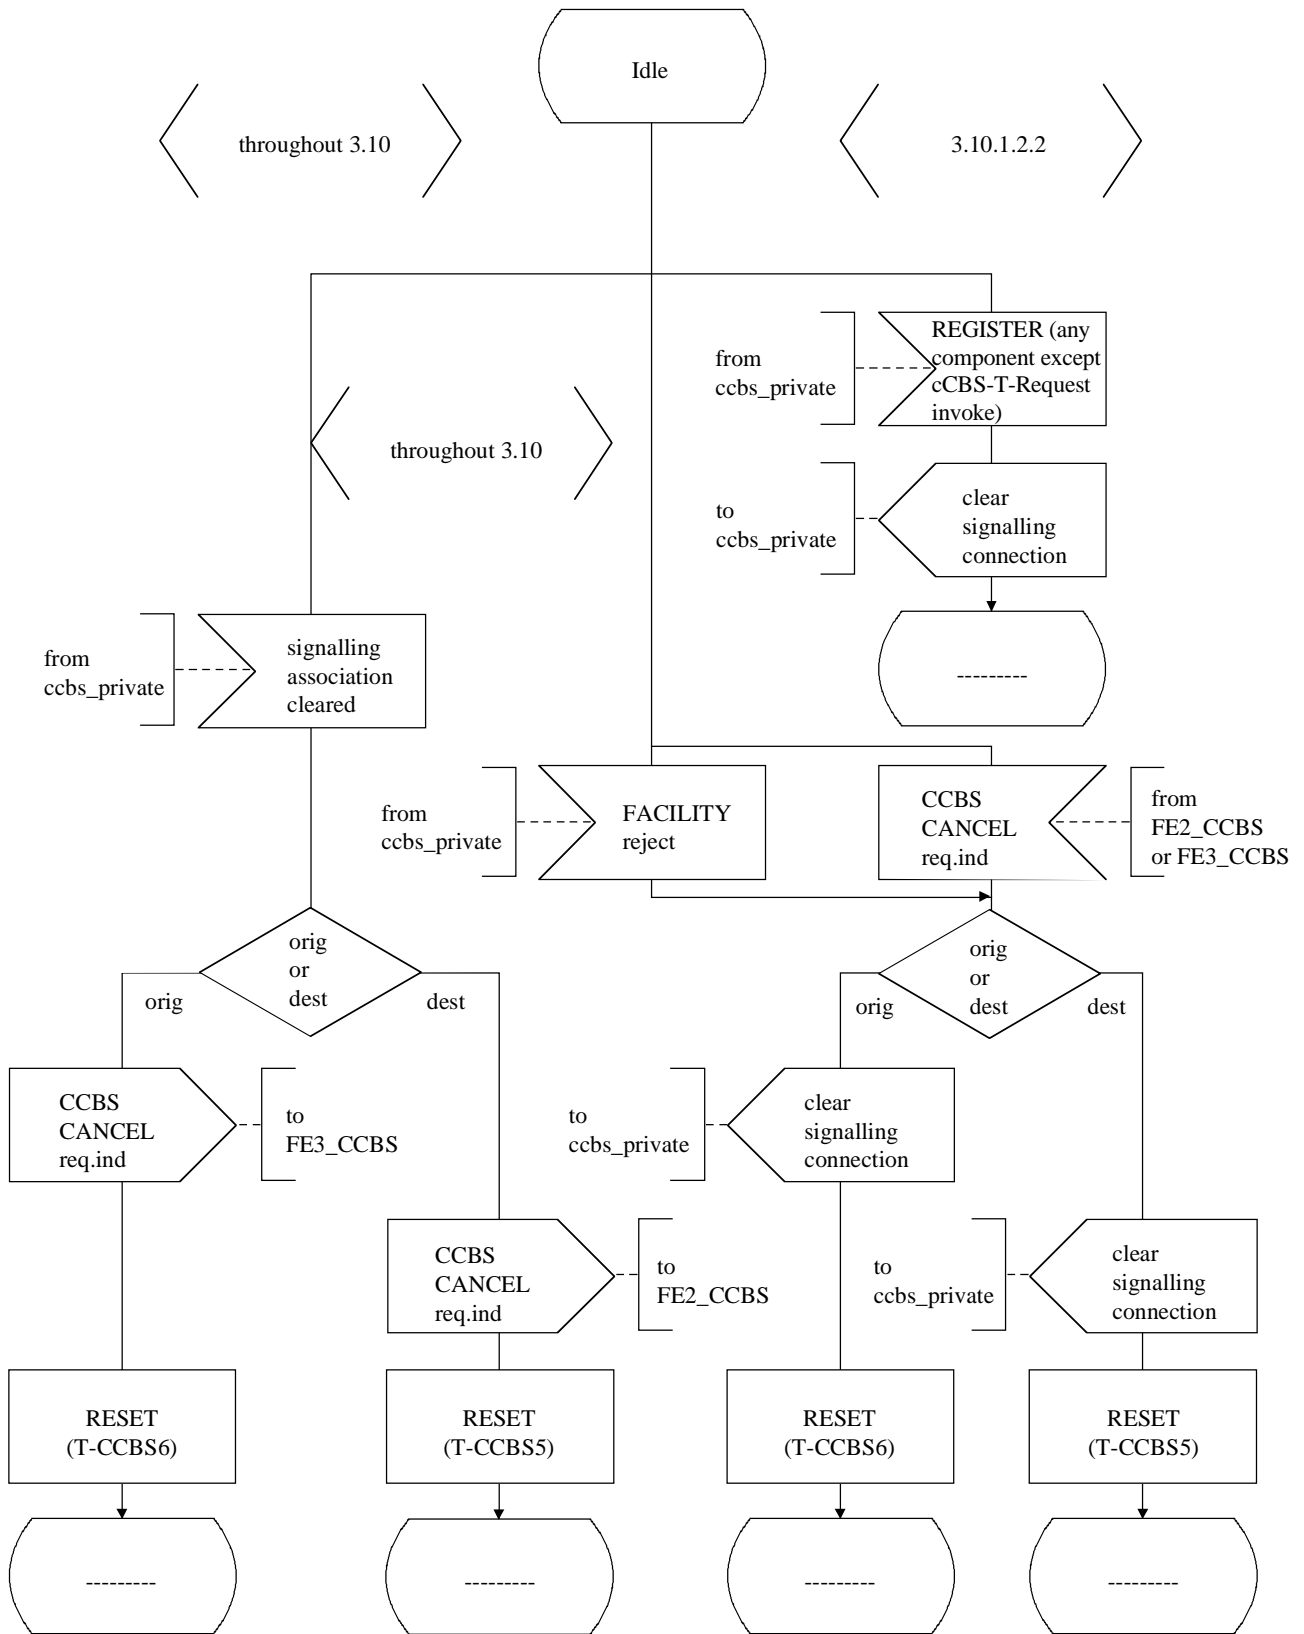 Idle
throughout 3.10
3.10.1.2.2
from
ccbs_private
REGISTER (any
component except
cCBS-T-Request
invoke)
throughout 3.10
to
ccbs_private
clear
signalling
connection
---------
from
ccbs_private
signalling
association
cleared
from
ccbs_private
FACILITY
reject
CCBS
CANCEL
req.ind
from
FE2_CCBS
or FE3_CCBS
orig
or
dest
orig
dest
orig
or
dest
orig
dest
CCBS
CANCEL
req.ind
to
FE3_CCBS
to
ccbs_private
clear
signalling
connection
CCBS
CANCEL
req.ind
to
FE2_CCBS
to
ccbs_private
clear
signalling
connection
RESET
(T-CCBS6)
RESET
(T-CCBS5)
RESET
(T-CCBS6)
RESET
(T-CCBS5)
---------
---------
---------
---------